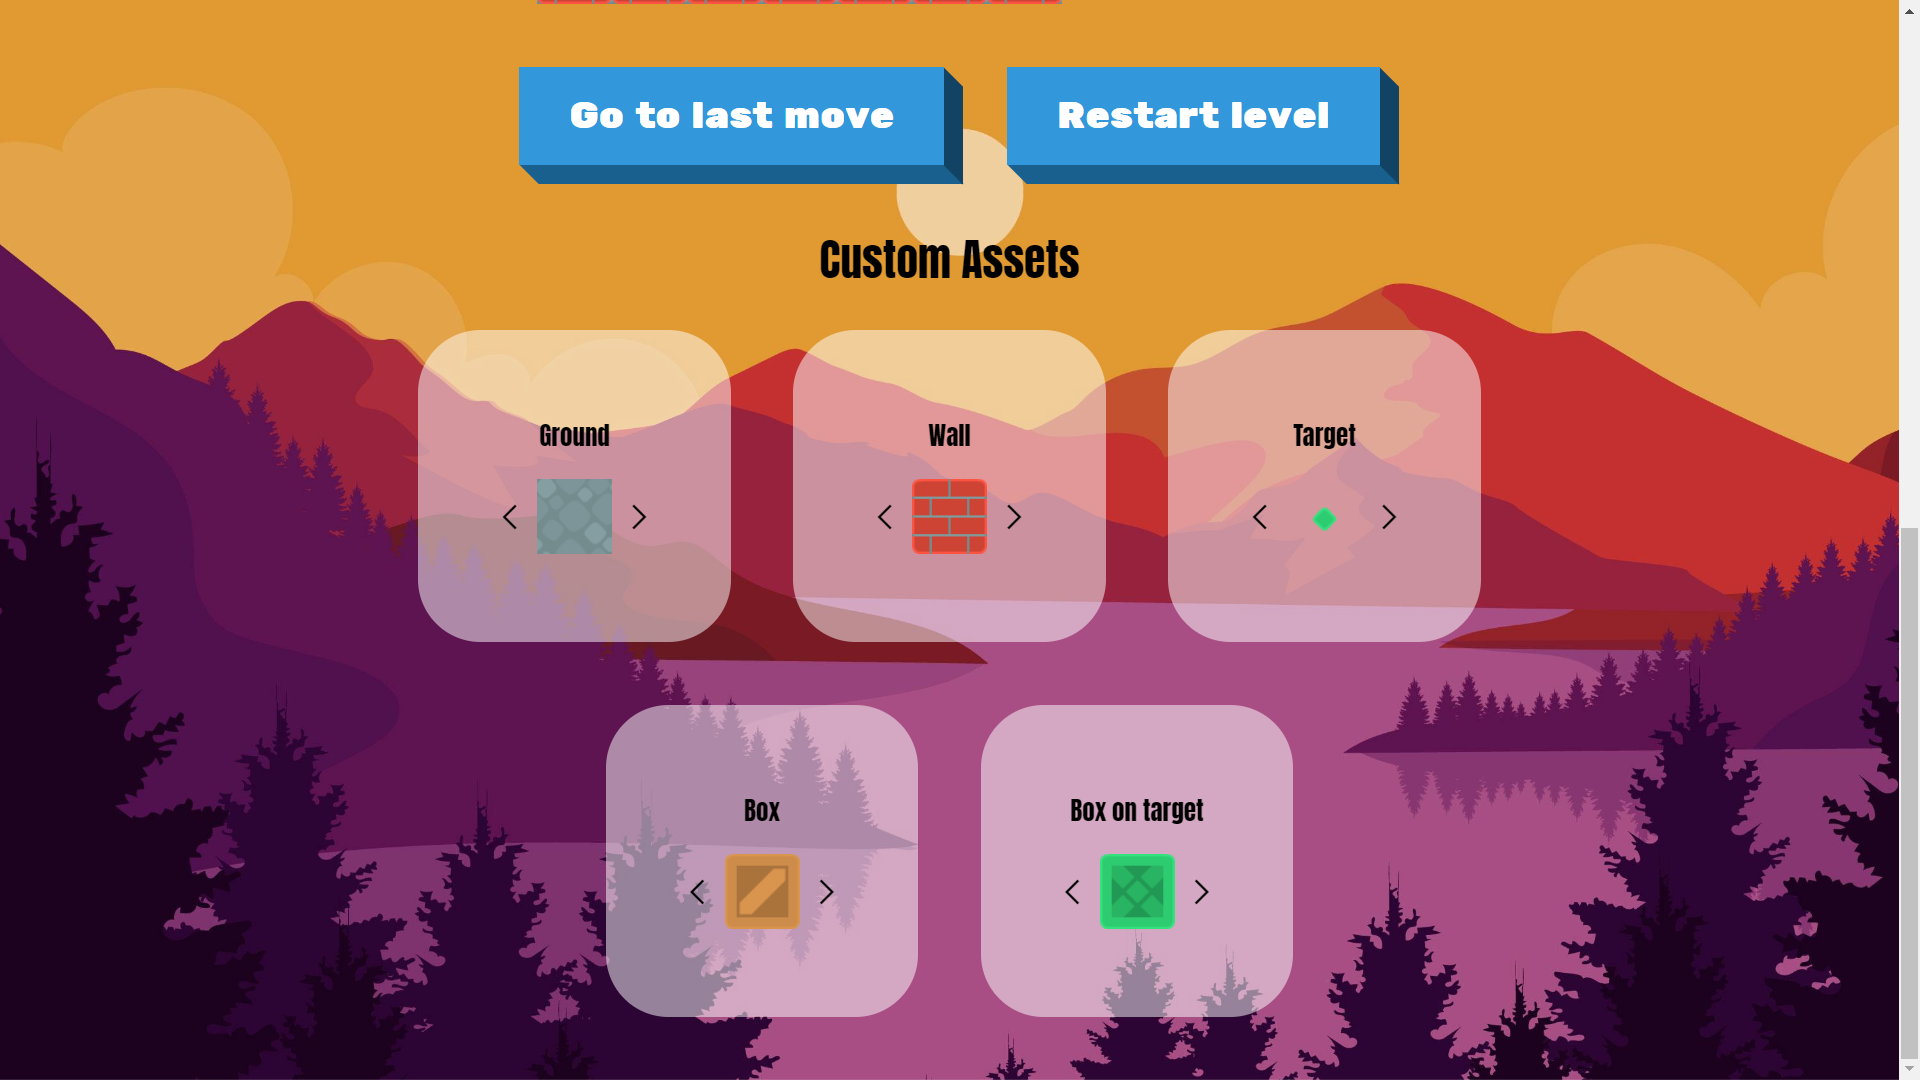 Go to last move
Restart level
Custom Assets
Ground
Wall
Target
Box
Box on target